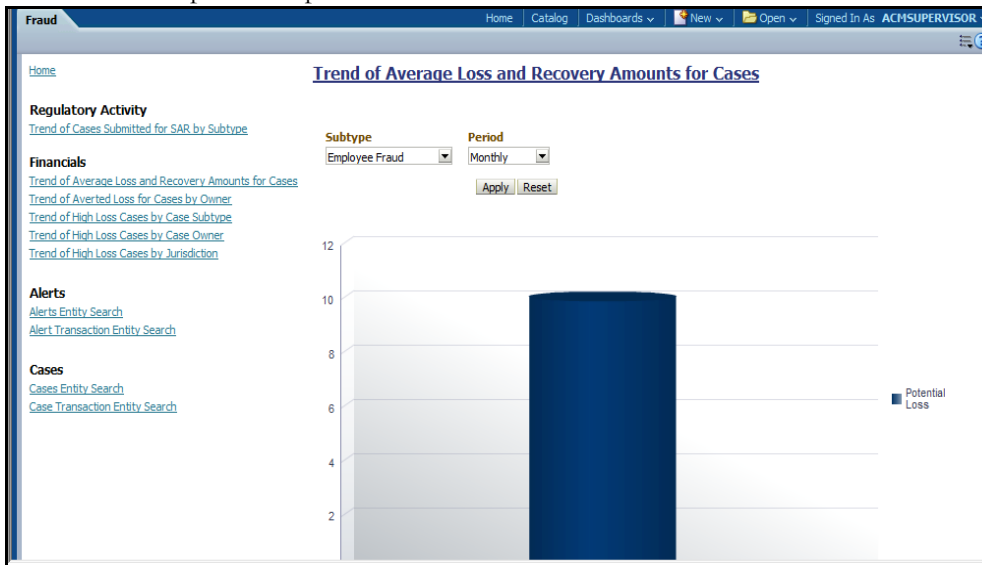 Fraud
Home Catalog Dashboards New Open Signed In As ACMSUPERVISOR
Home
Trend of Average Loss and Recovery Amounts for Cases
Regulatory Activity
Trend of Cases Submitted for SAR by Subtype
Subtype Period
Employee Fraud Monthly
Apply Reset
Financials
Trend of Average Loss and Recovery Amounts for Cases
Trend of Averted Loss for Cases by Owner
Trend of High Loss Cases by Case Subtype
Trend of High Loss Cases by Case Owner
Trend of High Loss Cases by Jurisdiction
Alerts
Alerts Entity Search
Alert Transaction Entity Search
Cases
Cases Entity Search
Case Transaction Entity Search
12
10
8
6
4
2
Potential
Loss